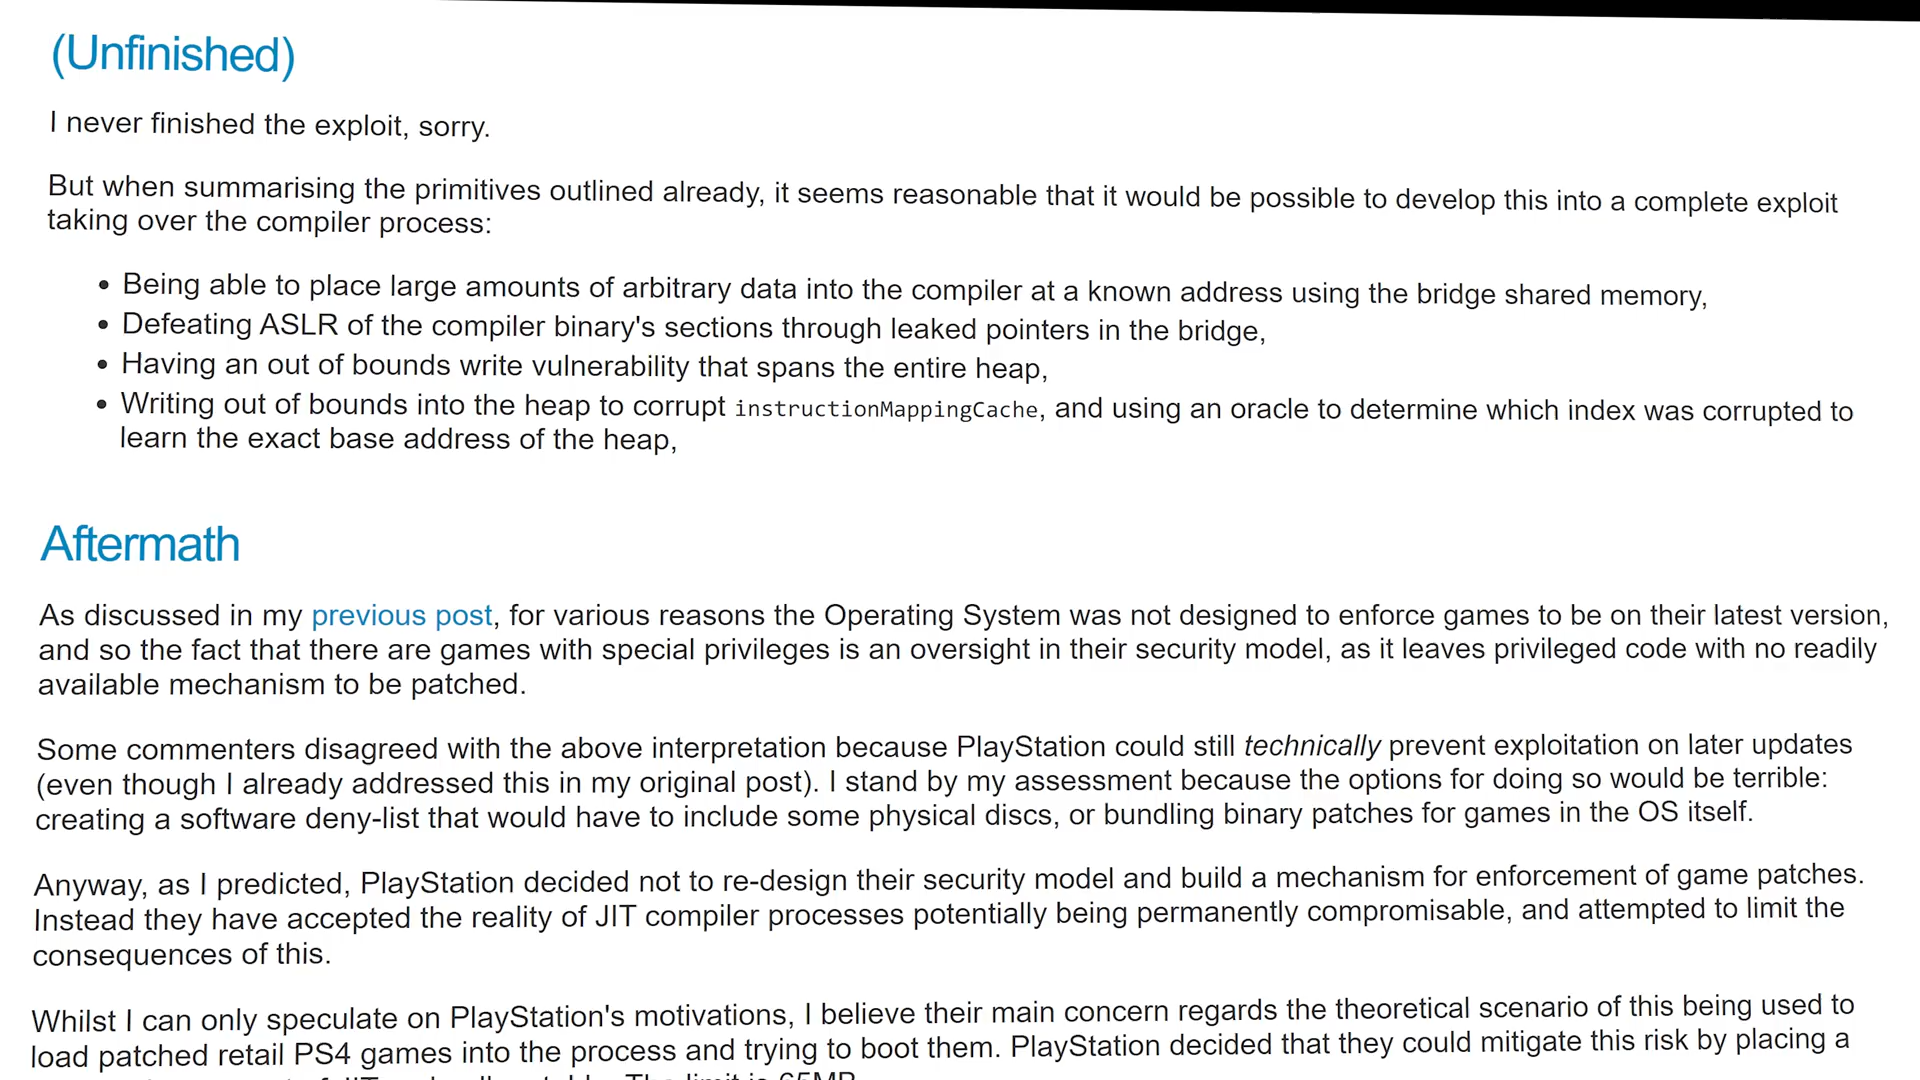 (Unfinished)
I never finished the exploit, sorry.
But when summarising the primitives outlined already, it seems reasonable that it would be possible to develop this into a complete exploit
taking over the compiler process:
• Being able to place large amounts of arbitrary data into the compiler at a known address using the bridge shared memory,
• Defeating ASLR of the compiler binary's sections through leaked pointers in the bridge,
• Having an out of bounds write vulnerability that spans the entire heap,
• Writing out of bounds into the heap to corrupt instructionMappingCache, and using an oracle to determine which index was corrupted to
learn the exact base address of the heap,
Aftermath
As discussed in my previous post, for various reasons the Operating System was not designed to enforce games to be on their latest version,
and so the fact that there are games with special privileges is an oversight in their security model, as it leaves privileged code with no readily
available mechanism to be patched.
Some commenters disagreed with the above interpretation because PlayStation could still technically prevent exploitation on later updates
(even though I already addressed this in my original post). I stand by my assessment because the options for doing so would be terrible:
creating a software deny-list that would have to include some physical discs, or bundling binary patches for games in the OS itself.
Anyway, as I predicted, PlayStation decided not to re-design their security model and build a mechanism for enforcement of game patches.
Instead they have accepted the reality of JIT compiler processes potentially being permanently compromisable, and attempted to limit the
consequences of this.
Whilst I can only speculate on PlayStation's motivations, I believe their main concern regards the theoretical scenario of this being used to
load patched retail PS4 games into the process and trying to boot them. PlayStation decided that they could mitigate this risk by placing a
The limit is 65MB